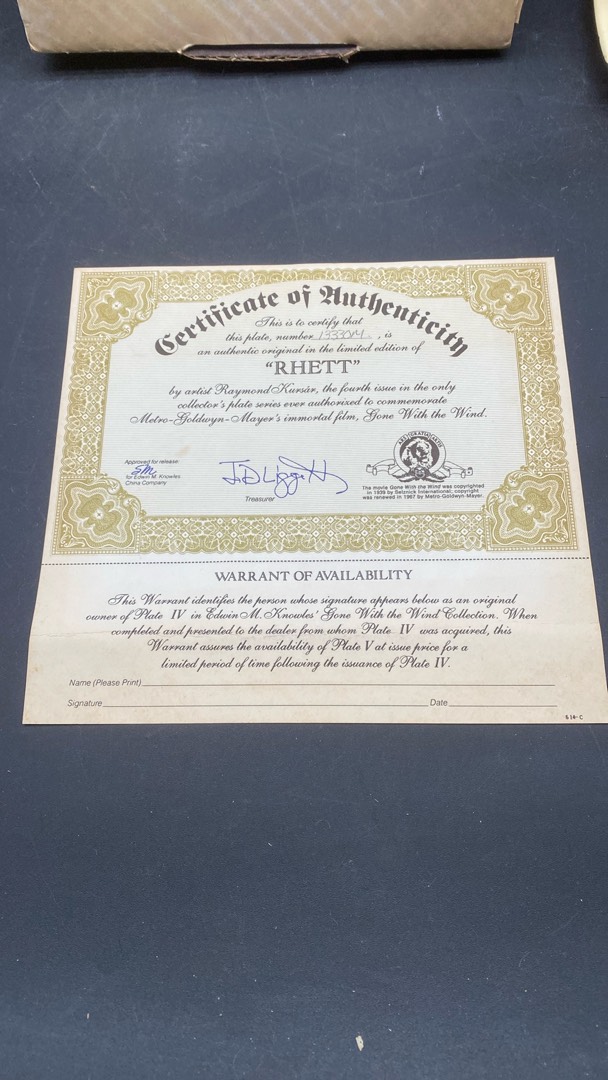 Certificate of Authenticity
This is to certify that
this plate, number , is
an authentic original in the limited edition of
"RHETT"
by artist Raymond Kursár, the fourth issue in the only
collector's plate series ever authorized to commemorate
Metro-Goldwyn-Mayer's immortal film, Gone With the Wind.
Approved for release:
for Edwin M. Knowles
China Company
Treasurer
The movie Gone With the Wind was copyrighted
in 1939 by Selznick International; copyright
was renewed in 1967 by Metro-Goldwyn-Mayer.
WARRANT OF AVAILABILITY
This Warrant identifies the person whose signature appears below as an original
owner of Plate IV in Edwin M. Knowles' Gone With the Wind Collection. When
completed and presented to the dealer from whom Plate IV was acquired, this
Warrant assures the availability of Plate V at issue price for a
limited period of time following the issuance of Plate IV.
Name (Please Print)
Signature Date